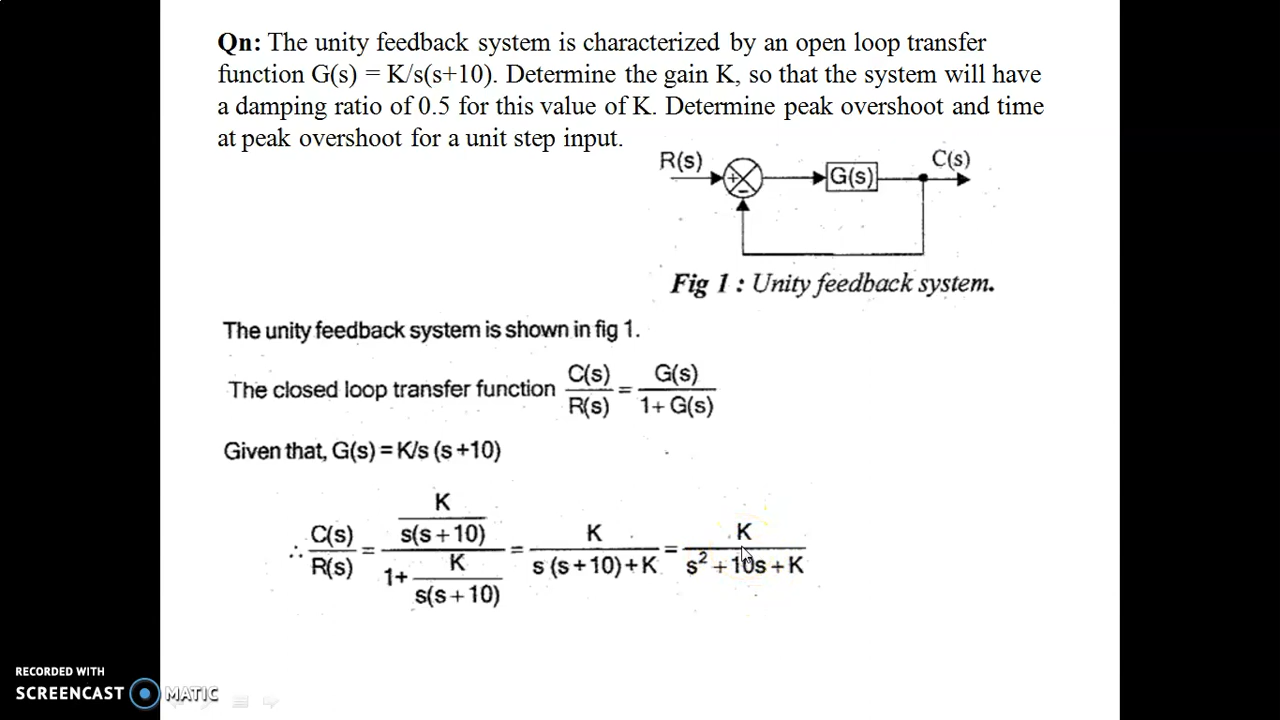 Qn: The unity feedback system is characterized by an open loop transfer
function G(s) = K/s(s+10). Determine the gain K, so that the system will have
a damping ratio of 0.5 for this value of K. Determine peak overshoot and time
at peak overshoot for a unit step input.
R(s) + − G(s) C(s)
Fig 1 : Unity feedback system.
The unity feedback system is shown in fig 1.
The closed loop transfer function C(s)/R(s) = G(s)/1+ G(s)
Given that, G(s) = K/s (s+10)
∴ C(s)/R(s) = K/s(s+10) / 1+ K/s(s+10) = K / s (s+10)+K = K / s² +10s+K
RECORDED WITH
SCREENCAST MATIC